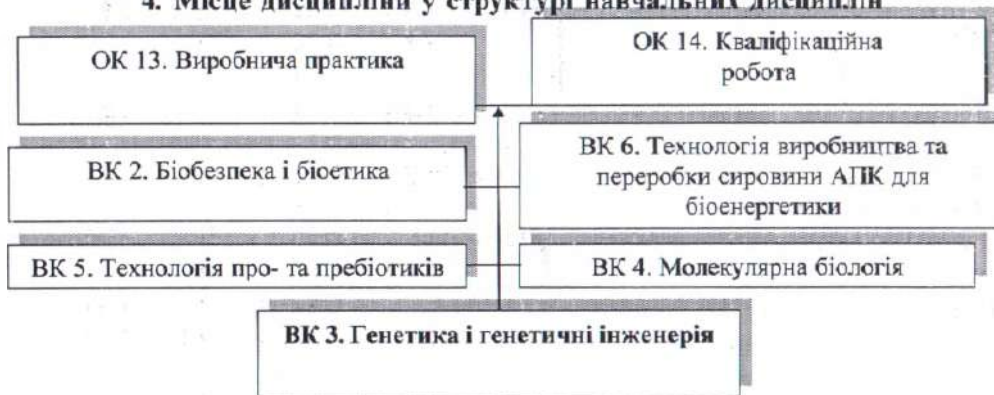 4. Місце дисципліни у структурі навчальних дисциплін
ОК 13. Виробнича практика
ОК 14. Кваліфікаційна
робота
ВК 2. Біобезпека і біоетика
ВК 6. Технологія виробництва та
переробки сировини АПК для
біоенергетики
ВК 5. Технологія про- та пребіотиків
ВК 4. Молекулярна біологія
ВК 3. Генетика і генетичні інженерія